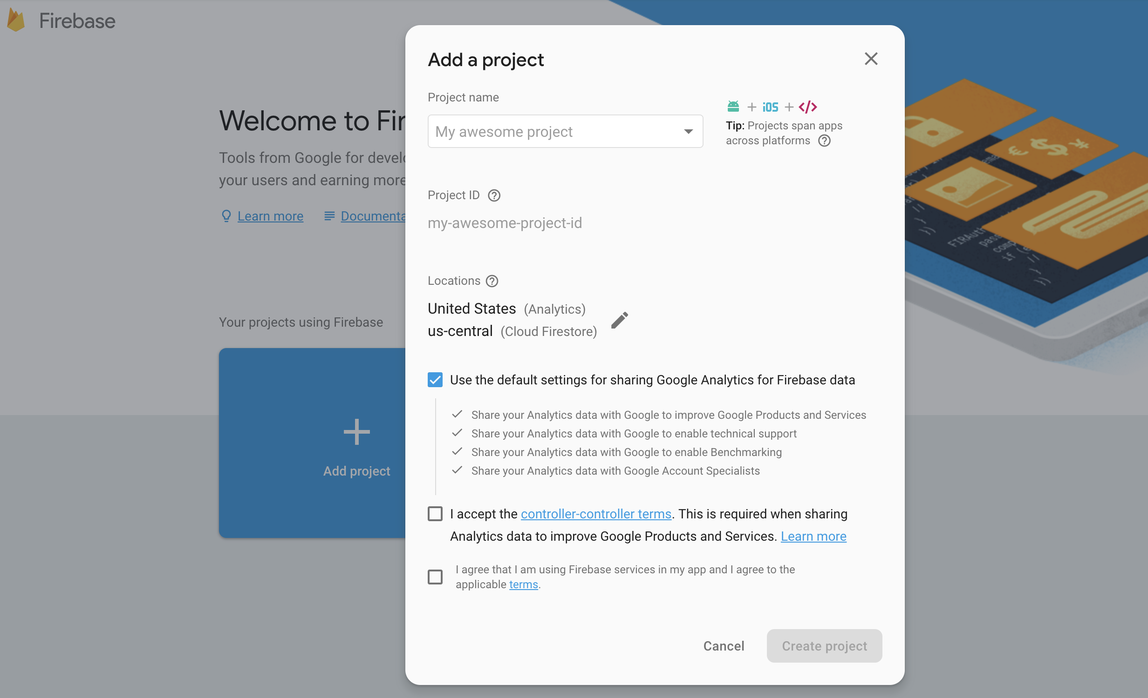 Firebase
Add a project
Project name
My awesome project
+ iOS + </>
Tip: Projects span apps
across platforms ?
Welcome to Fir
Tools from Google for develo
your users and earning more
Learn more Documenta
Project ID ?
my-awesome-project-id
Locations ?
United States (Analytics)
us-central (Cloud Firestore)
Your projects using Firebase
Add project
Use the default settings for sharing Google Analytics for Firebase data
Share your Analytics data with Google to improve Google Products and Services
Share your Analytics data with Google to enable technical support
Share your Analytics data with Google to enable Benchmarking
Share your Analytics data with Google Account Specialists
I accept the controller-controller terms. This is required when sharing
Analytics data to improve Google Products and Services. Learn more
I agree that I am using Firebase services in my app and I agree to the
applicable terms.
Cancel Create project